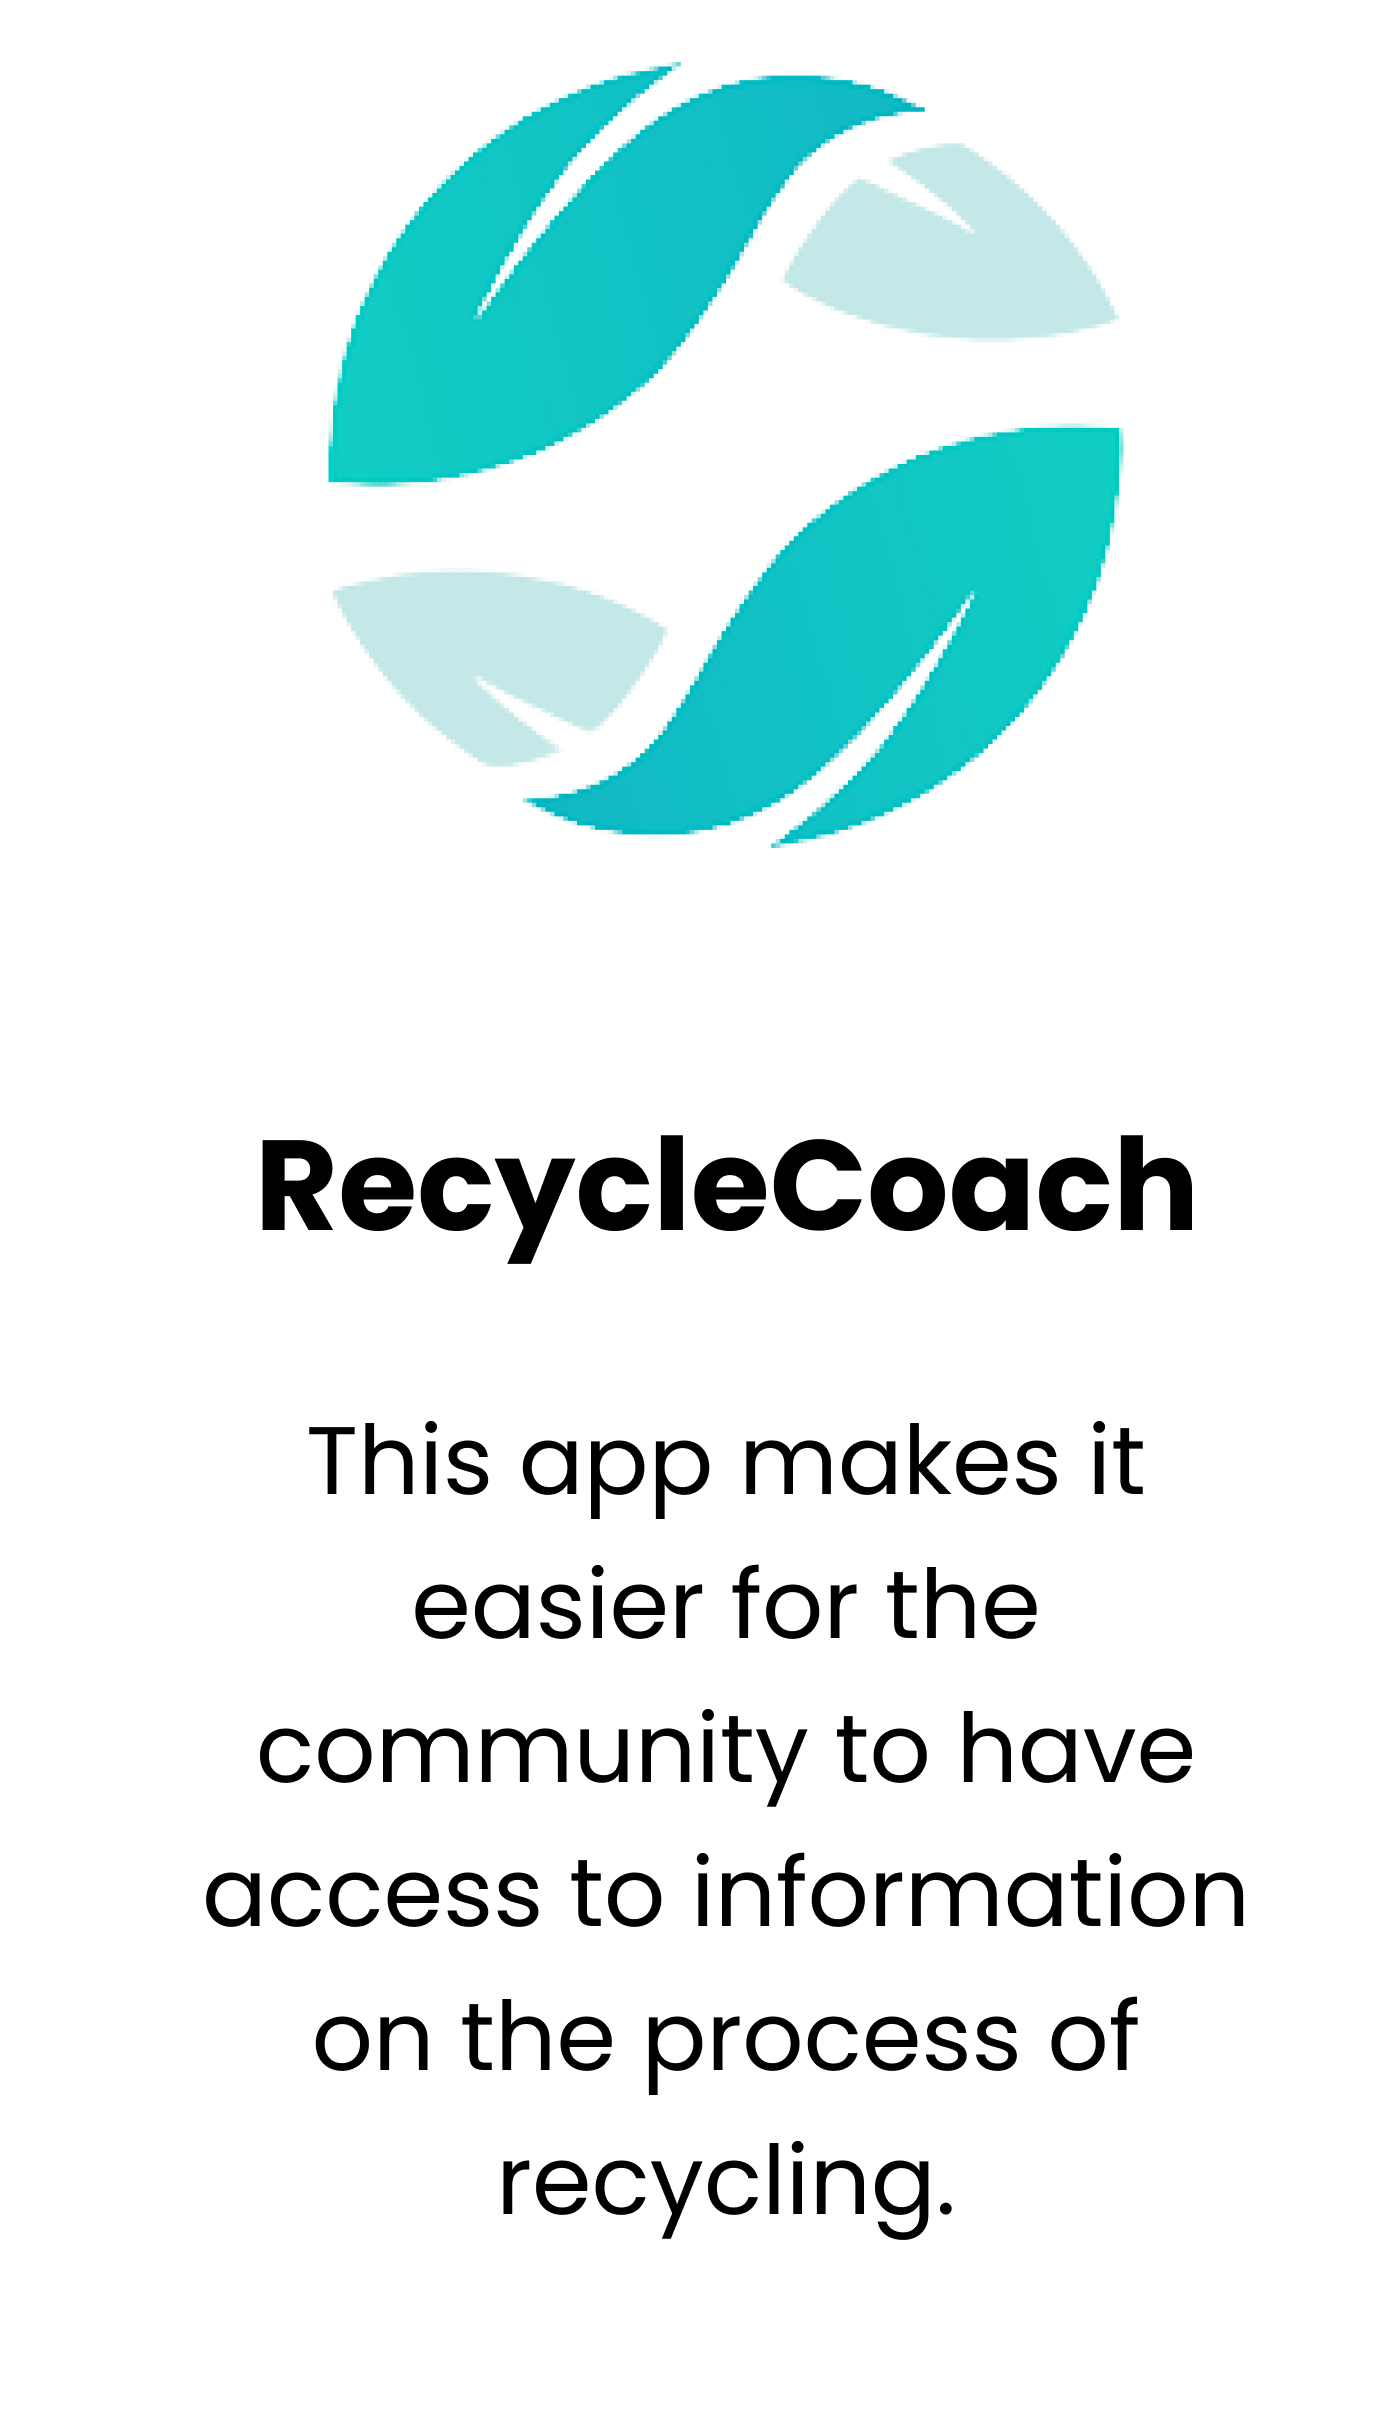 RecycleCoach
This app makes it
easier for the
community to have
access to information
on the process of
recycling.